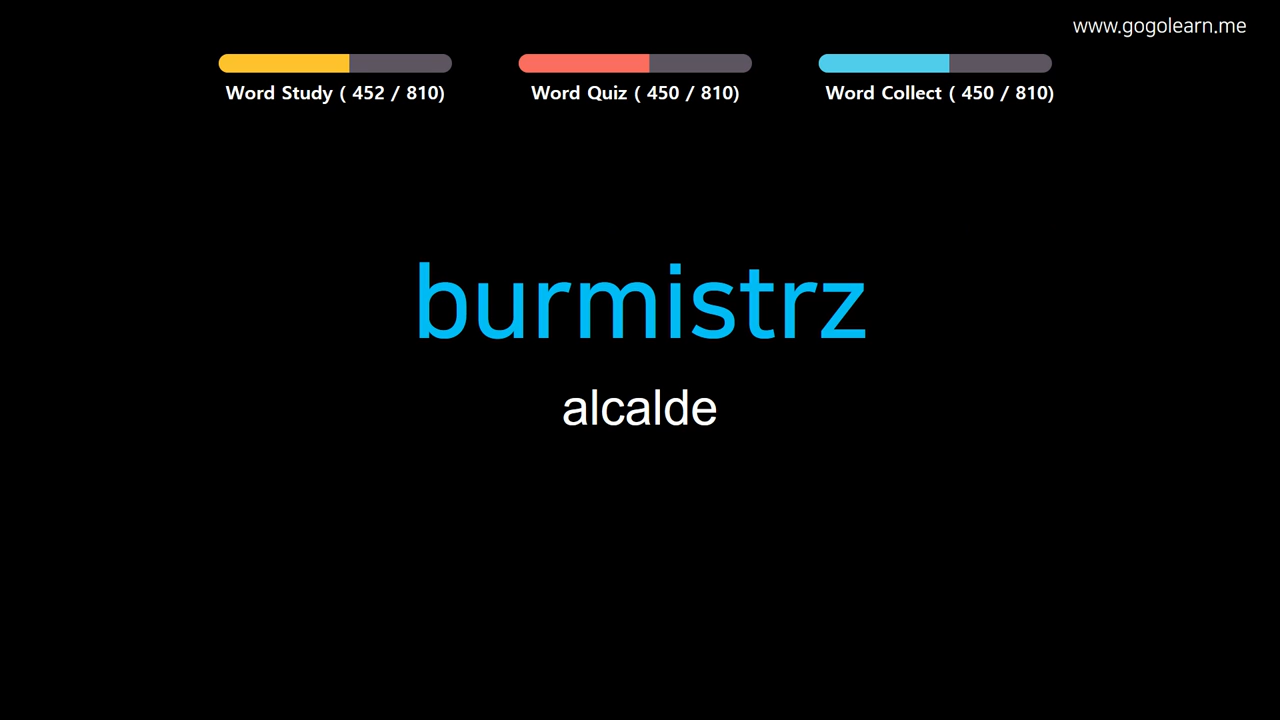 www.gogolearn.me
Word Study ( 452 / 810)
Word Quiz ( 450 / 810)
Word Collect ( 450 / 810)
burmistrz
alcalde